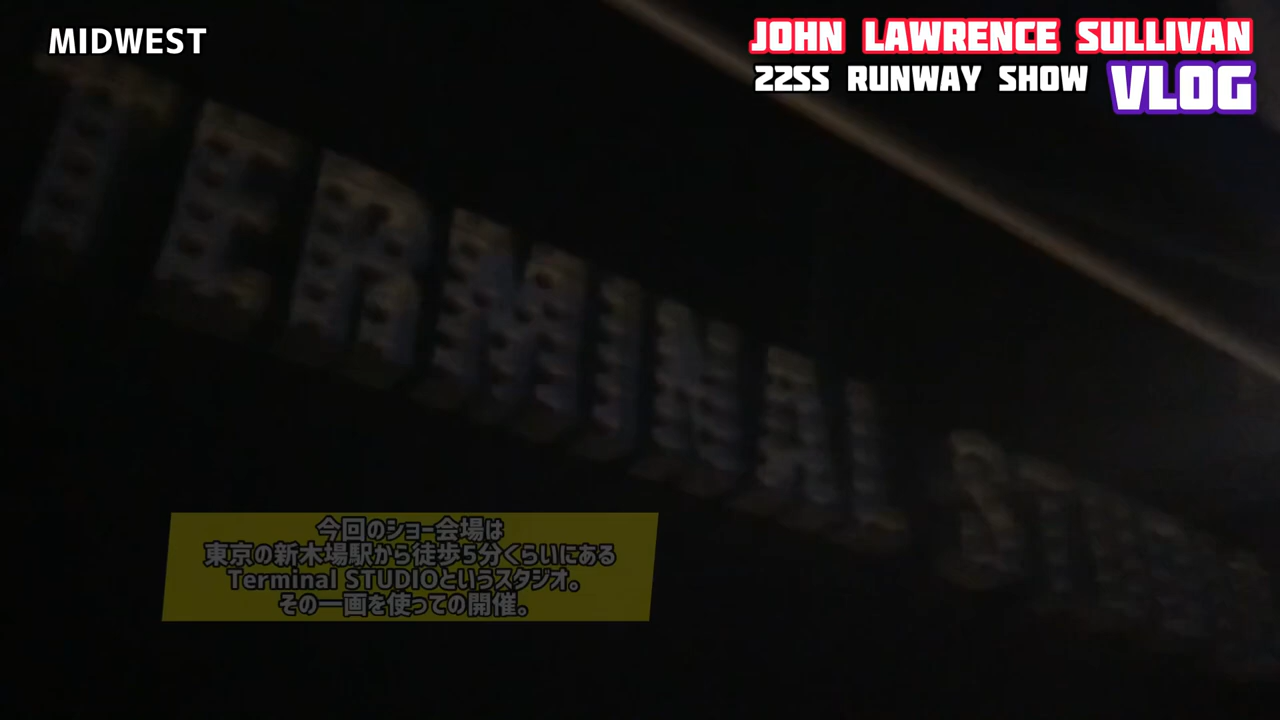 MIDWEST
JOHN LAWRENCE SULLIVAN
22SS RUNWAY SHOW VLOG
TERMINAL
今回のショー会場は
東京の新木場駅から徒歩5分くらいにある
Terminal STUDIOというスタジオ。
その一画を使っての開催。